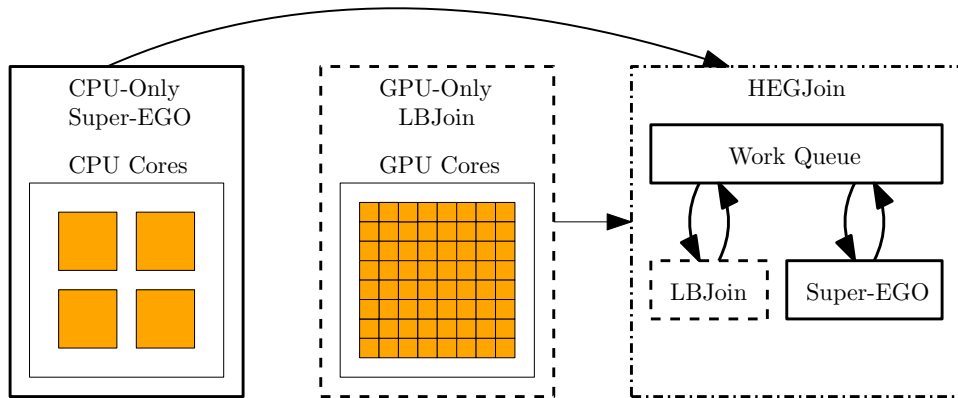 CPU-Only
Super-EGO
CPU Cores
GPU-Only
LBJoin
GPU Cores
HEGJoin
Work Queue
LBJoin
Super-EGO